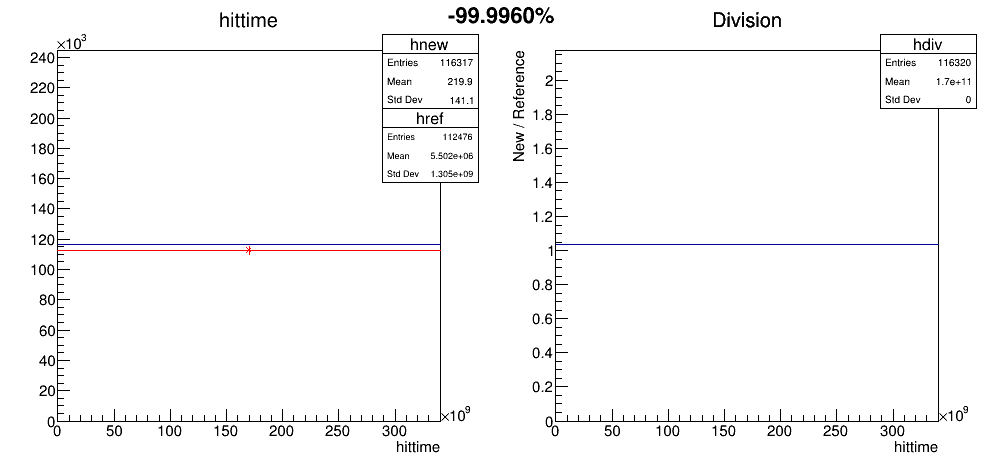 -99.9960%
hittime
×10³
240
220
200
180
160
140
120
100
80
60
40
20
0
0 50 100 150 200 250 300
×10⁹
hittime
hnew
Entries 116317
Mean 219.9
Std Dev 141.1
href
Entries 112476
Mean 5.502e+06
Std Dev 1.305e+09
Division
New / Reference
2
1.8
1.6
1.4
1.2
1
0.8
0.6
0.4
0.2
0
0 50 100 150 200 250 300
×10⁹
hittime
hdiv
Entries 116320
Mean 1.7e+11
Std Dev 0